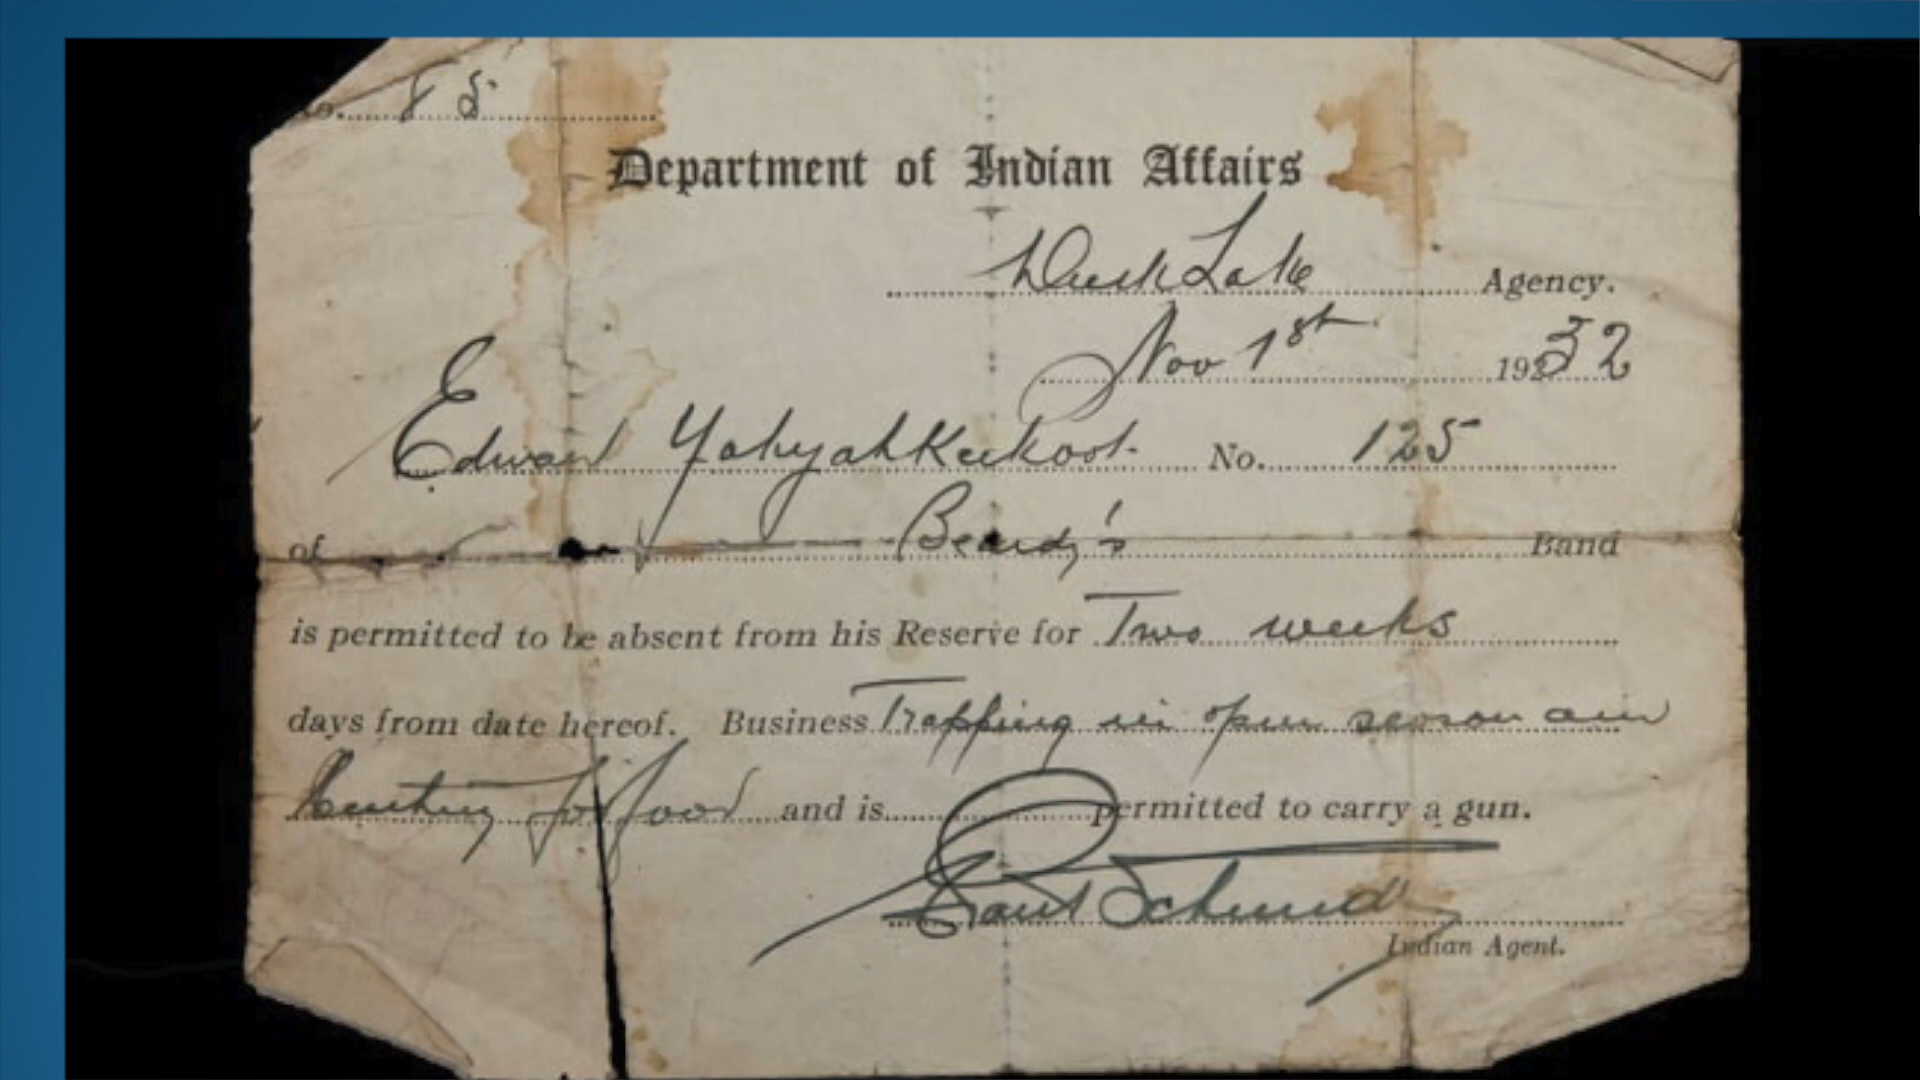 No. 85
Department of Indian Affairs
Duck Lake Agency.
Nov 1st 1932
Edward Yahyahkeekoot. No. 125
of Beardy's Band
is permitted to be absent from his Reserve for Two weeks
days from date hereof. Business Trapping in open season and
Hunting for food and is permitted to carry a gun.
Schmidt
Indian Agent.